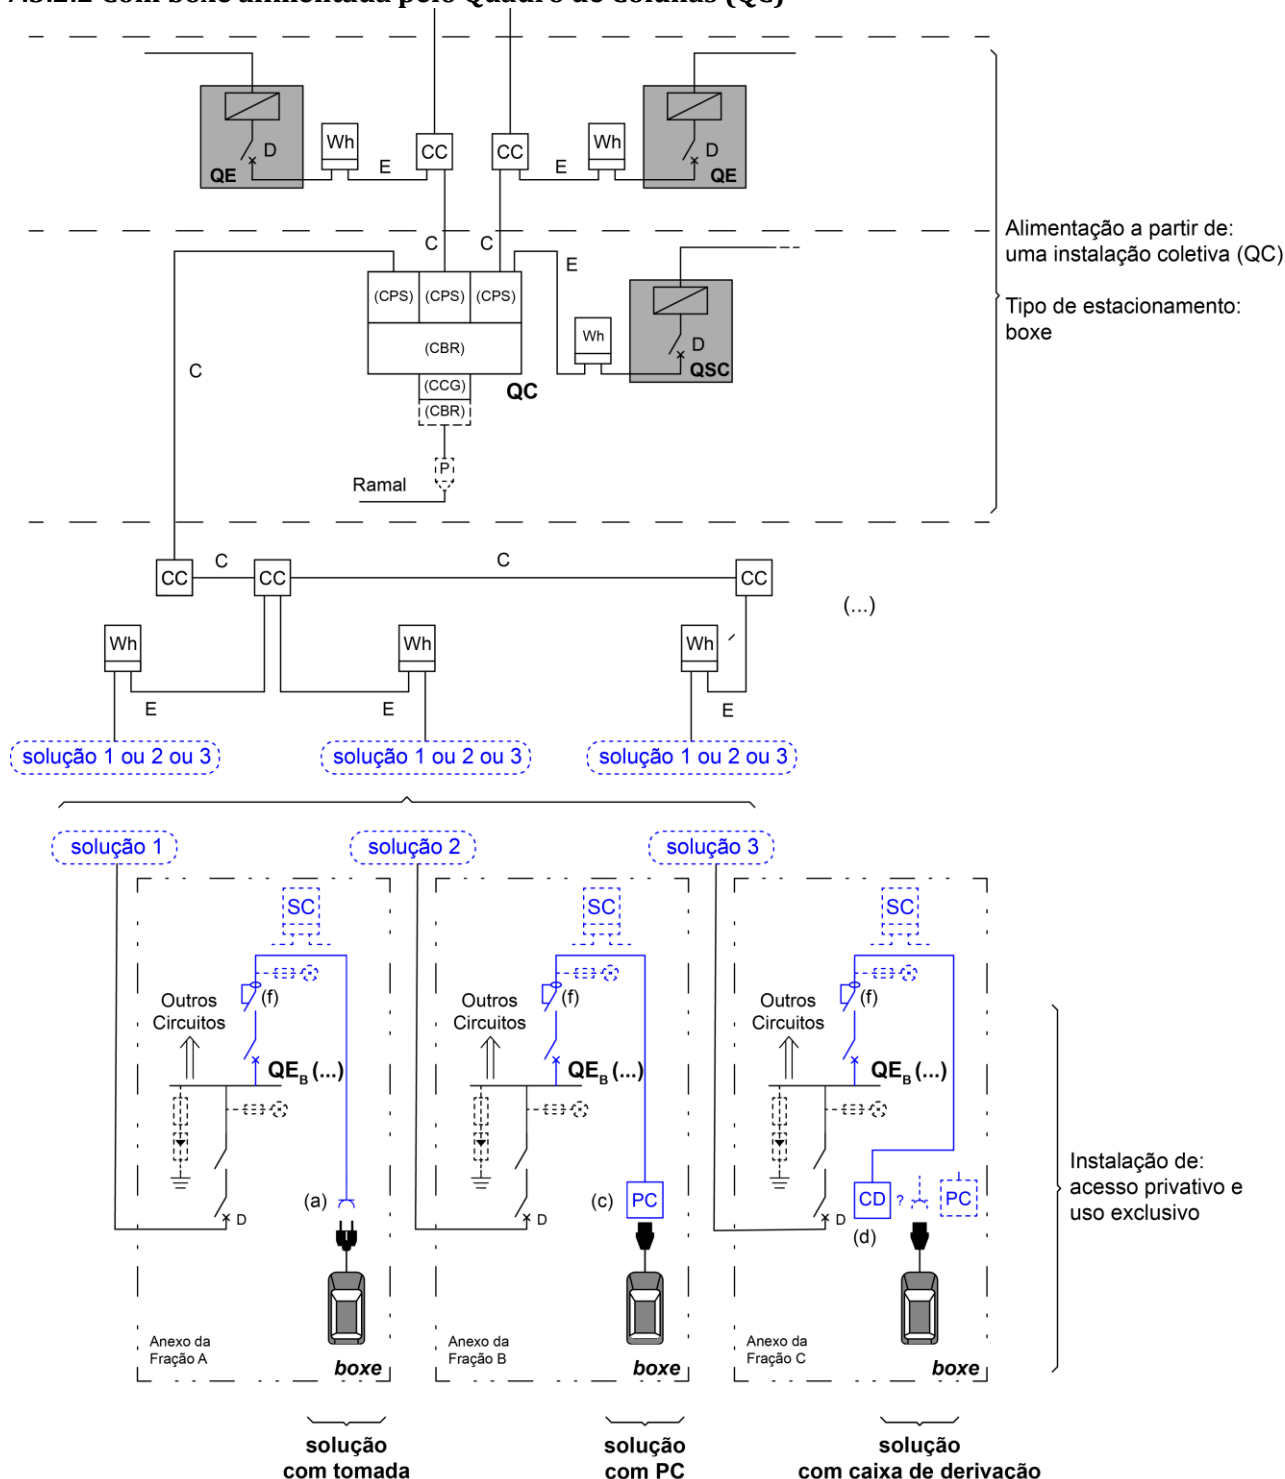 7.3.2.2 Com boxe alimentada pelo Quadro de Colunas (QC)
Wh
CC
CC
Wh
D
E
E
D
QE
QE
Alimentação a partir de:
uma instalação coletiva (QC)
C
C
E
(CPS)
(CPS)
(CPS)
Tipo de estacionamento:
boxe
Wh
D
(CBR)
QSC
C
(CCG)
QC
(CBR)
P
Ramal
C
C
CC
CC
CC
(...)
Wh
Wh
Wh
E
E
E
solução 1 ou 2 ou 3
solução 1 ou 2 ou 3
solução 1 ou 2 ou 3
solução 1
solução 2
solução 3
SC
SC
SC
Outros
Circuitos
(f)
Outros
Circuitos
(f)
Outros
Circuitos
(f)
QEB (...)
QEB (...)
QEB (...)
Instalação de:
acesso privativo e
uso exclusivo
(a)
D
(c)
PC
D
CD
?
PC
D
(d)
Anexo da
Fração A
boxe
Anexo da
Fração B
boxe
Anexo da
Fração C
boxe
solução
com tomada
solução
com PC
solução
com caixa de derivação